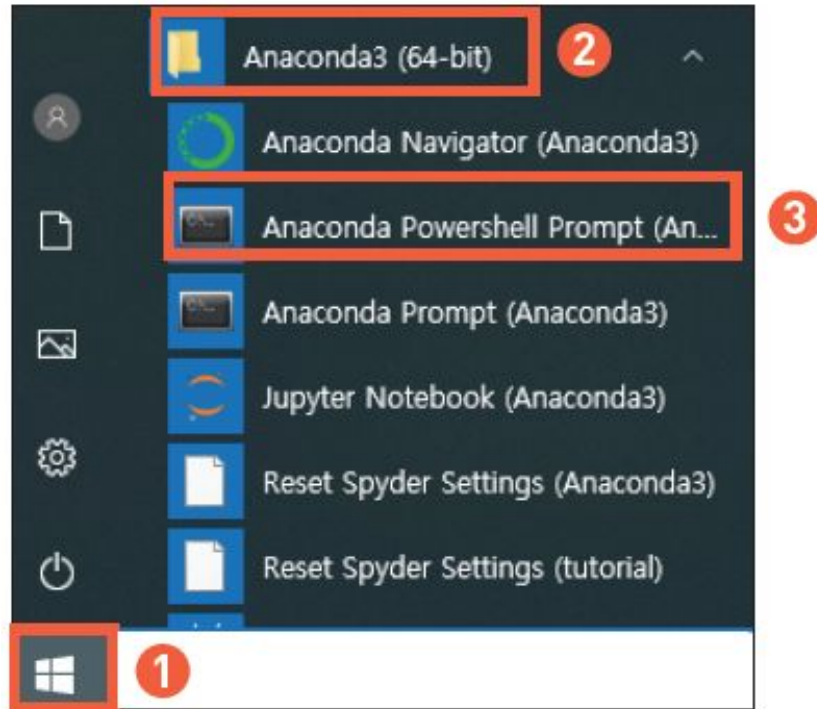 Anaconda3 (64-bit)
2
Anaconda Navigator (Anaconda3)
Anaconda Powershell Prompt (An...
3
Anaconda Prompt (Anaconda3)
Jupyter Notebook (Anaconda3)
Reset Spyder Settings (Anaconda3)
Reset Spyder Settings (tutorial)
1